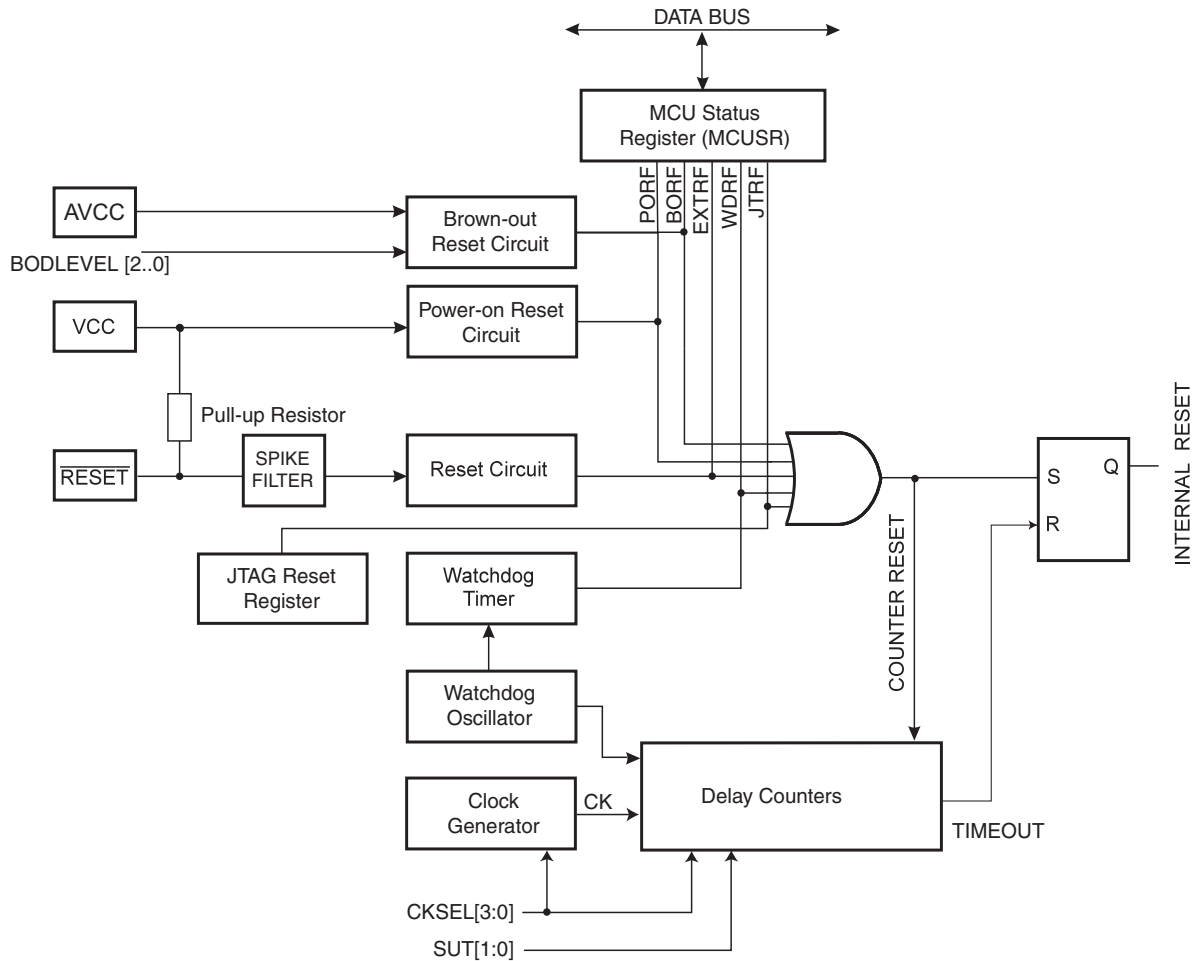 DATA BUS
MCU Status
Register (MCUSR)
PORF
BORF
EXTRF
WDRF
JTRF
AVCC
Brown-out
Reset Circuit
BODLEVEL [2..0]
VCC
Power-on Reset
Circuit
Pull-up Resistor
RESET
SPIKE
FILTER
Reset Circuit
S
Q
R
INTERNAL RESET
COUNTER RESET
JTAG Reset
Register
Watchdog
Timer
Watchdog
Oscillator
Clock
Generator
CK
Delay Counters
TIMEOUT
CKSEL[3:0]
SUT[1:0]